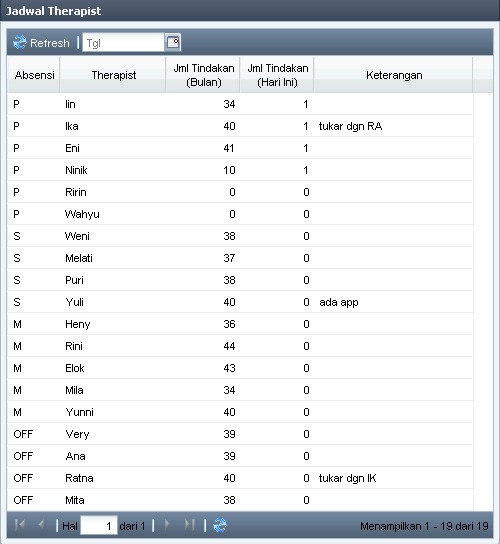 Jadwal Therapist
Refresh Tgl
Absensi Therapist Jml Tindakan (Bulan) Jml Tindakan (Hari Ini) Keterangan
P Iin 34 1
P Ika 40 1 tukar dgn RA
P Eni 41 1
P Ninik 10 1
P Ririn 0 0
P Wahyu 0 0
S Weni 38 0
S Melati 37 0
S Puri 38 0
S Yuli 40 0 ada app
M Heny 36 0
M Rini 44 0
M Elok 43 0
M Mila 34 0
M Yunni 40 0
OFF Very 39 0
OFF Ana 39 0
OFF Ratna 40 0 tukar dgn IK
OFF Mita 38 0
Hal 1 dari 1 Menampilkan 1 - 19 dari 19